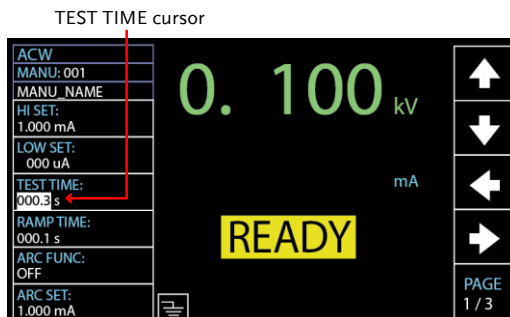 TEST TIME cursor
ACW
MANU: 001
MANU_NAME
HI SET:
1.000 mA
LOW SET:
000 uA
TEST TIME:
000.3 s
RAMP TIME:
000.1 s
ARC FUNC:
OFF
ARC SET:
1.000 mA
0. 100 kV
mA
READY
PAGE
1 / 3